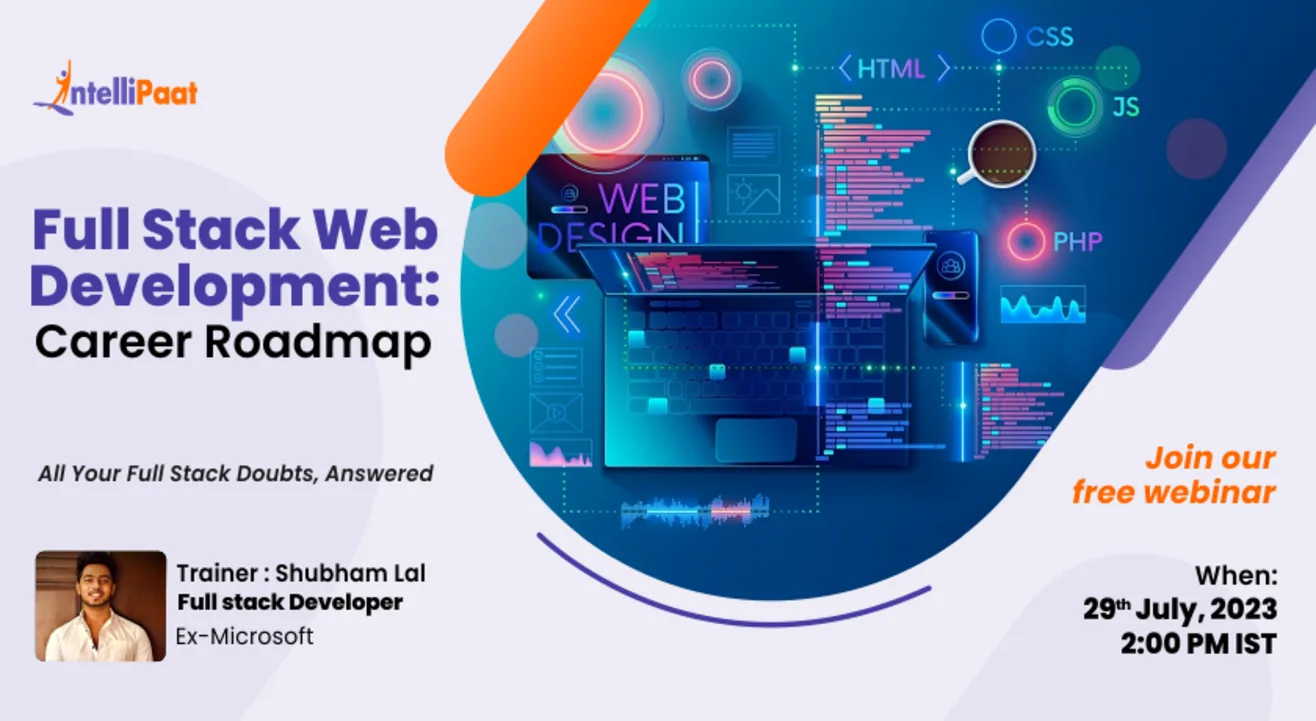 IntelliPaat
Full Stack Web
Development:
Career Roadmap
All Your Full Stack Doubts, Answered
Trainer : Shubham Lal
Full stack Developer
Ex-Microsoft
WEB
DESIGN
<HTML>
CSS
JS
PHP
Join our
free webinar
When:
29th July, 2023
2:00 PM IST